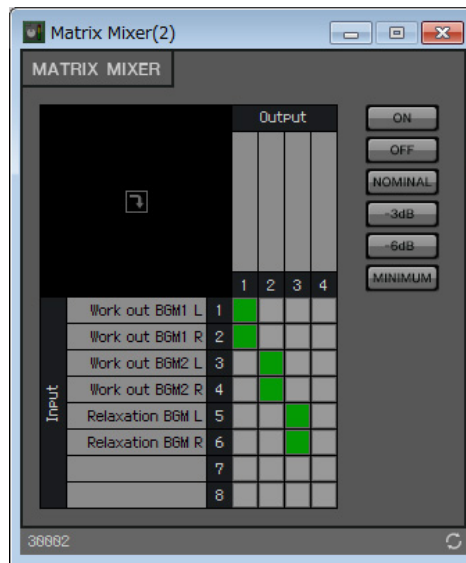 Matrix Mixer(2)
MATRIX MIXER
Output
1 2 3 4
ON
OFF
NOMINAL
-3dB
-6dB
MINIMUM
Input
Work out BGM1 L 1
Work out BGM1 R 2
Work out BGM2 L 3
Work out BGM2 R 4
Relaxation BGM L 5
Relaxation BGM R 6
7
8
30002